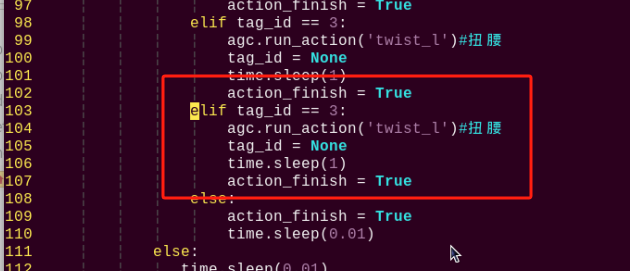 97 action_finish = True
98 elif tag_id == 3:
99 agc.run_action('twist_l')#扭腰
100 tag_id = None
101 time.sleep(1)
102 action_finish = True
103 elif tag_id == 3:
104 agc.run_action('twist_l')#扭腰
105 tag_id = None
106 time.sleep(1)
107 action_finish = True
108 else:
109 action_finish = True
110 time.sleep(0.01)
111 else:
112 time.sleep(0.01)